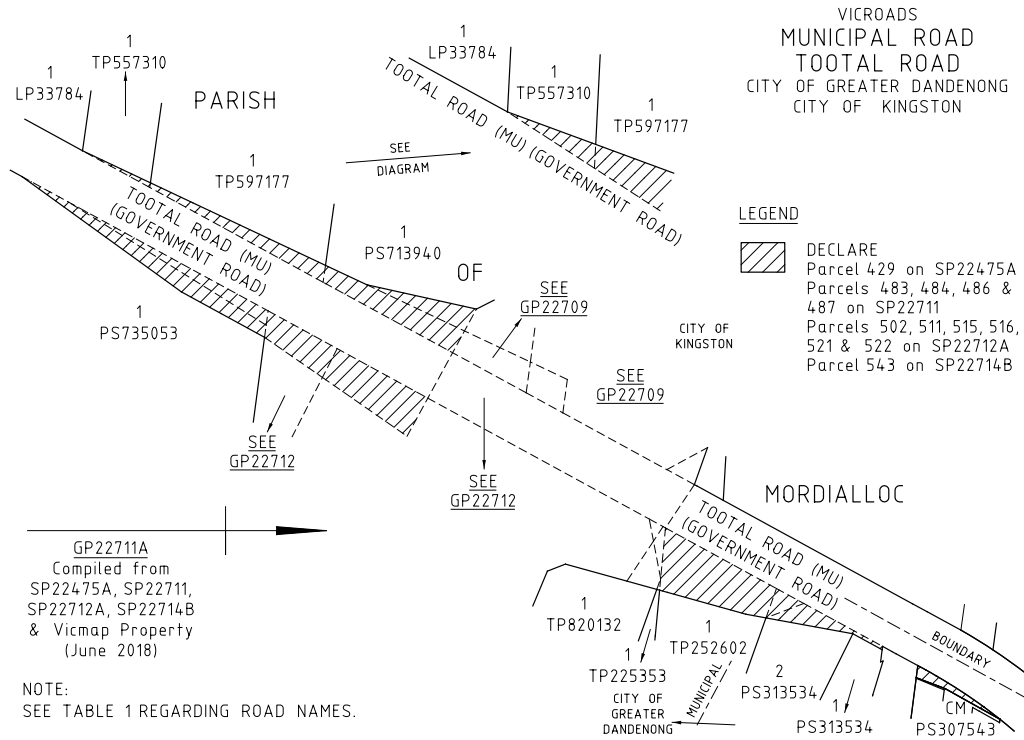 VICROADS
MUNICIPAL ROAD
TOOTAL ROAD
CITY OF GREATER DANDENONG
CITY OF KINGSTON
1
LP33784
1
TP557310
PARISH
1
TP597177
SEE
DIAGRAM
1
LP33784
1
TP557310
1
TP597177
TOOTAL ROAD (MU) (GOVERNMENT ROAD)
TOOTAL ROAD (MU)
(GOVERNMENT ROAD)
1
PS713940
OF
1
PS735053
SEE
GP22709
SEE
GP22709
CITY OF
KINGSTON
LEGEND
DECLARE
Parcel 429 on SP22475A
Parcels 483, 484, 486 &
487 on SP22711
Parcels 502, 511, 515, 516,
521 & 522 on SP22712A
Parcel 543 on SP22714B
SEE
GP22712
SEE
GP22712
MORDIALLOC
TOOTAL ROAD (MU)
(GOVERNMENT ROAD)
BOUNDARY
GP22711A
Compiled from
SP22475A, SP22711,
SP22712A, SP22714B
& Vicmap Property
(June 2018)
1
TP820132
1
TP225353
1
TP252602
2
PS313534
1
PS313534
CM 1
PS307543
MUNICIPAL
CITY OF
GREATER
DANDENONG
NOTE:
SEE TABLE 1 REGARDING ROAD NAMES.